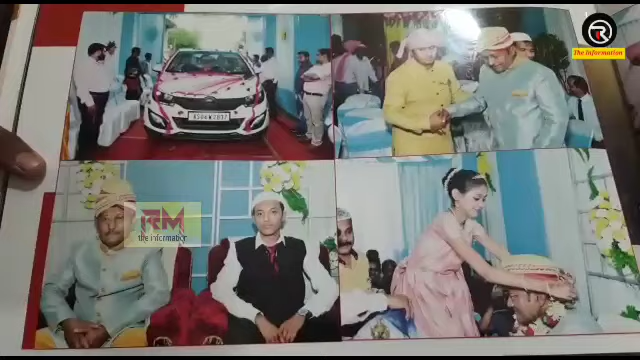 R
The Information
RM
the information